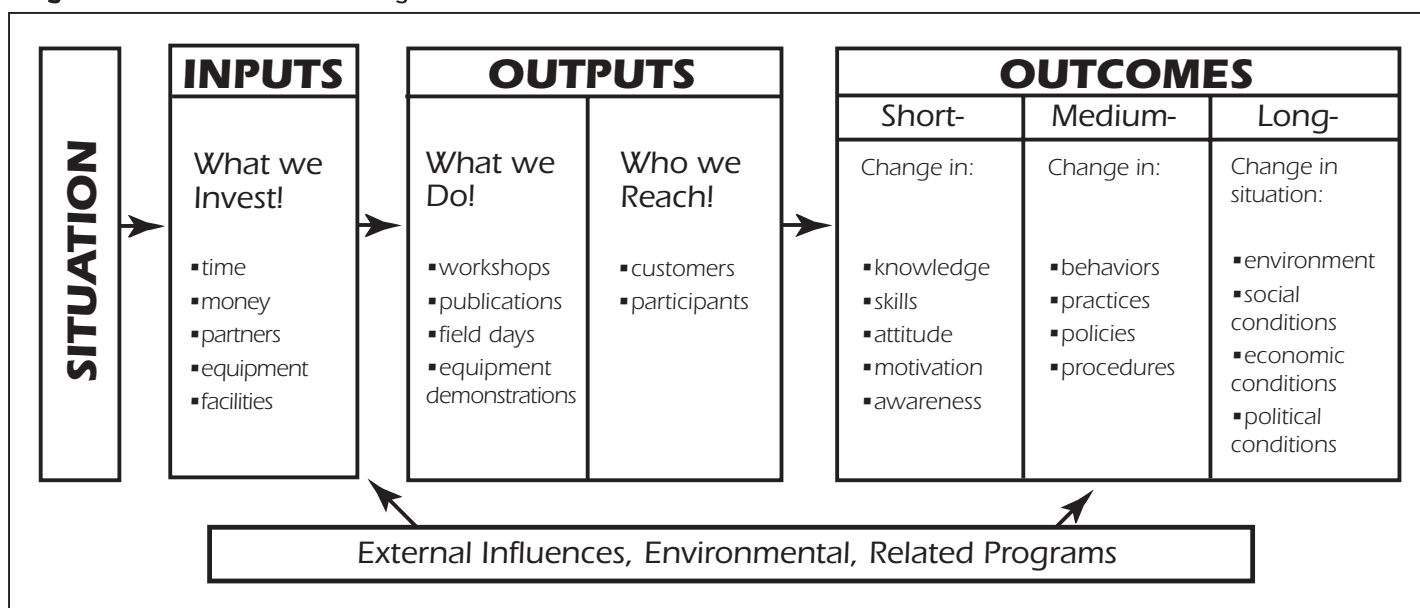 SITUATION
INPUTS
What we
Invest!
▪time
▪money
▪partners
▪equipment
▪facilities
OUTPUTS
What we
Do!
▪workshops
▪publications
▪field days
▪equipment
demonstrations
Who we
Reach!
▪customers
▪participants
OUTCOMES
Short-
Change in:
▪knowledge
▪skills
▪attitude
▪motivation
▪awareness
Medium-
Change in:
▪behaviors
▪practices
▪policies
▪procedures
Long-
Change in
situation:
▪environment
▪social
conditions
▪economic
conditions
▪political
conditions
External Influences, Environmental, Related Programs